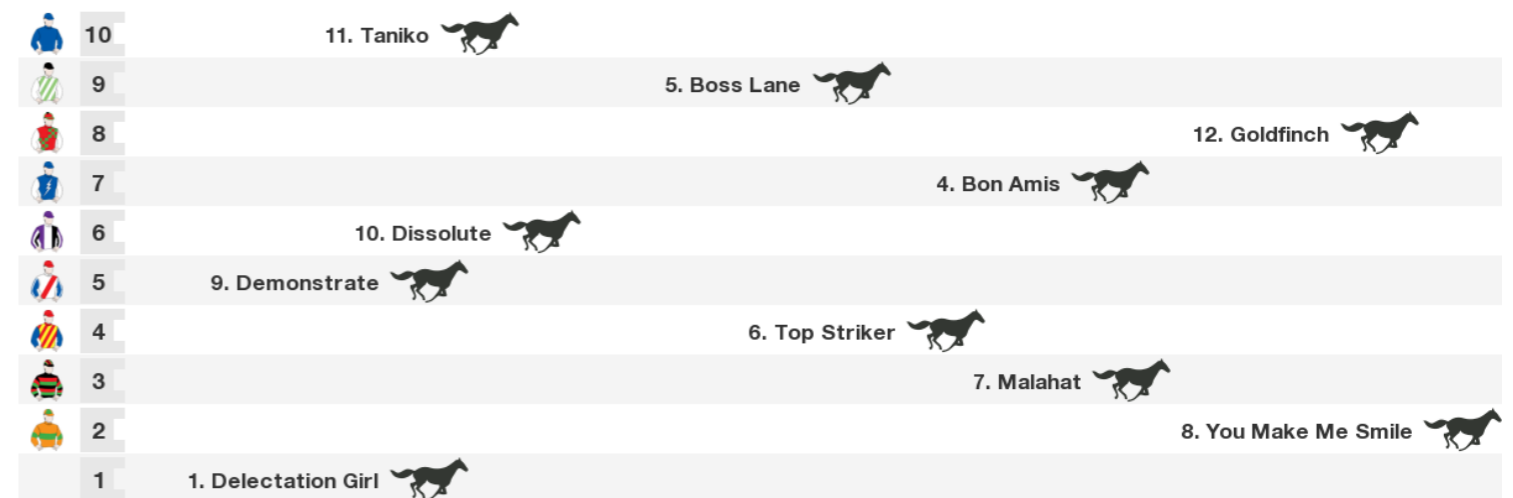 10 11. Taniko
9 5. Boss Lane
8 12. Goldfinch
7 4. Bon Amis
6 10. Dissolute
5 9. Demonstrate
4 6. Top Striker
3 7. Malahat
2 8. You Make Me Smile
1 1. Delectation Girl